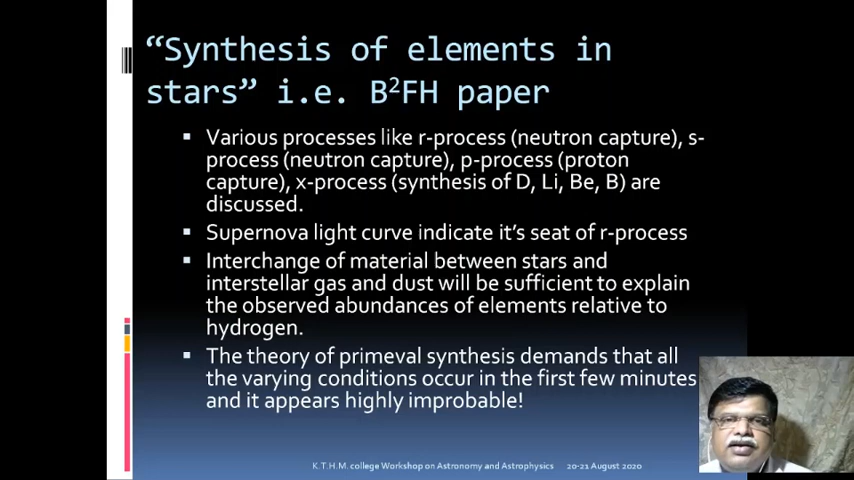 “Synthesis of elements in
stars” i.e. B²FH paper
▪ Various processes like r-process (neutron capture), s-
process (neutron capture), p-process (proton
capture), x-process (synthesis of D, Li, Be, B) are
discussed.
▪ Supernova light curve indicate it’s seat of r-process
▪ Interchange of material between stars and
interstellar gas and dust will be sufficient to explain
the observed abundances of elements relative to
hydrogen.
▪ The theory of primeval synthesis demands that all
the varying conditions occur in the first few minutes
and it appears highly improbable!
K.T.H.M. college Workshop on Astronomy and Astrophysics 20-21 August 2020